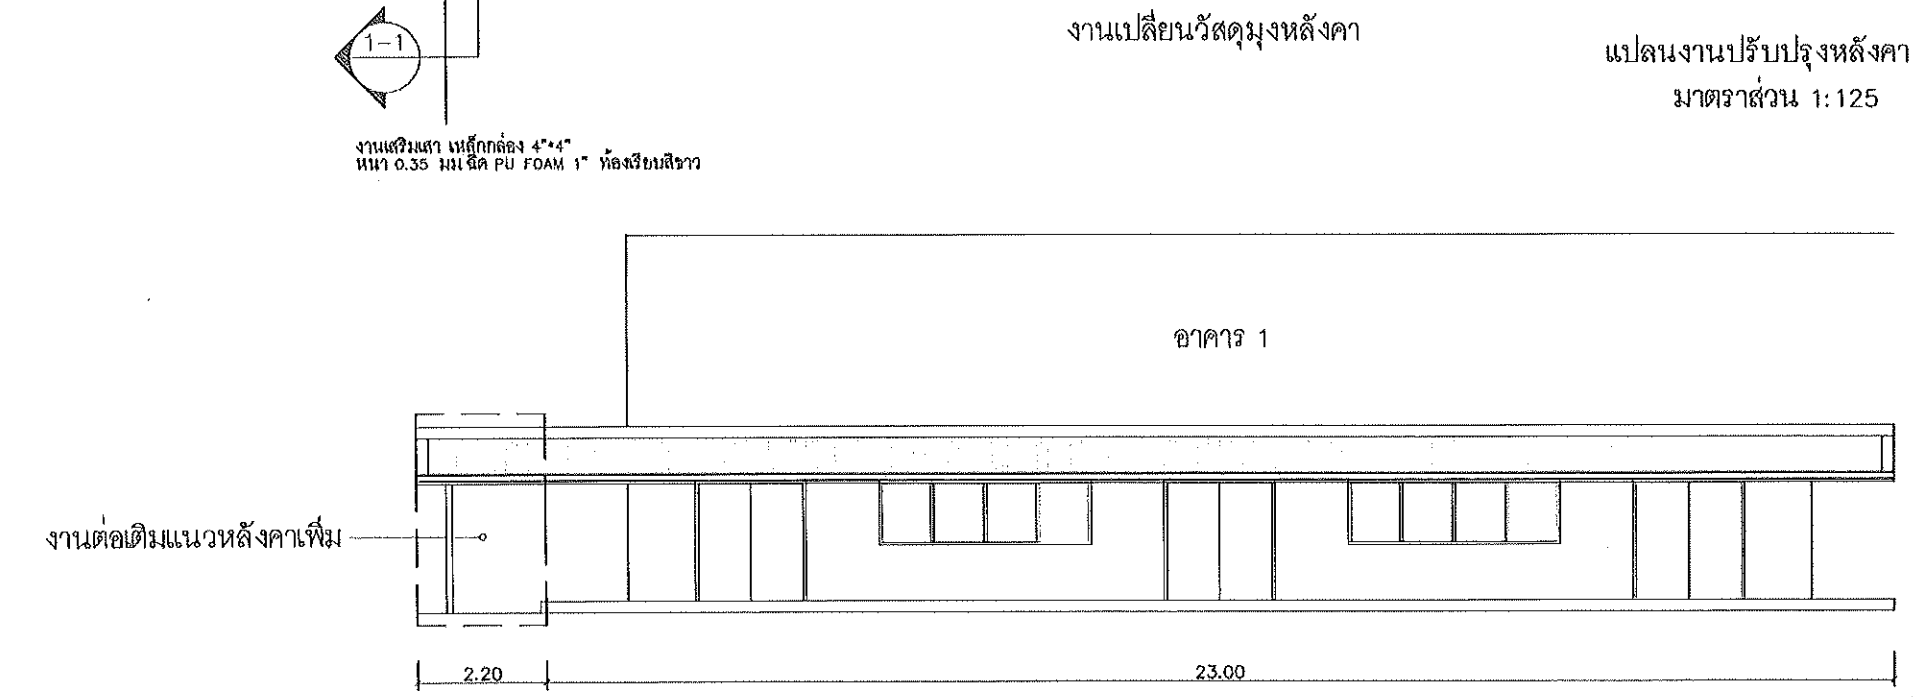 1-1
งานเปลี่ยนวัสดุมุงหลังคา
แปลนงานปรับปรุงหลังคา
มาตราส่วน 1:125
งานเสริมเสา เหล็กกล่อง 4"*4"
หนา 0.35 มม ฉีด PU FOAM 1" ท้องเรียบสีขาว
อาคาร 1
งานต่อเติมแนวหลังคาเพิ่ม
2.20
23.00